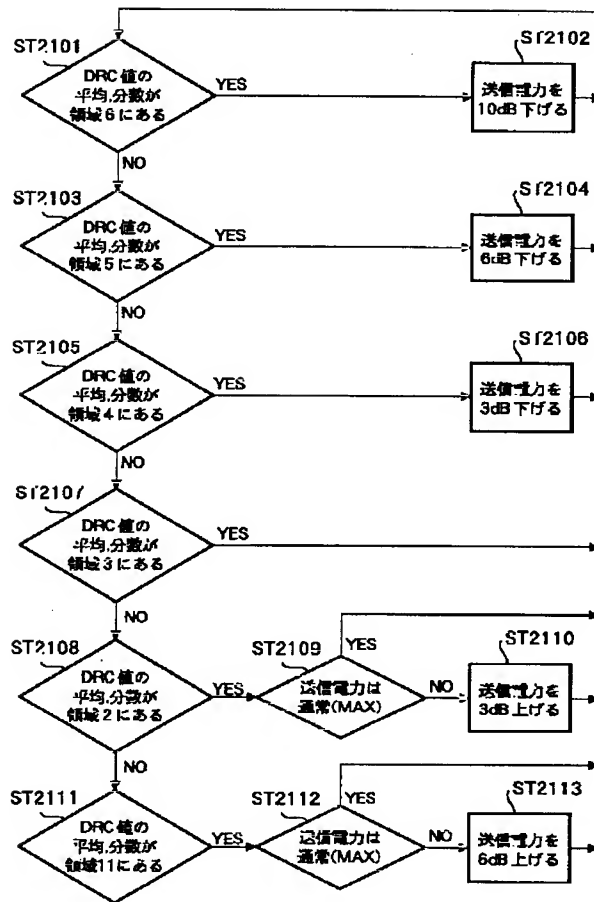 ST2101
DRC値の
平均,分散が
領域6にある
YES
ST2102
送信電力を
10dB下げる
NO
ST2103
DRC値の
平均,分散が
領域5にある
YES
ST2104
送信電力を
6dB下げる
NO
ST2105
DRC値の
平均,分散が
領域4にある
YES
ST2106
送信電力を
3dB下げる
NO
ST2107
DRC値の
平均,分散が
領域3にある
YES
NO
ST2108
DRC値の
平均,分散が
領域2にある
YES
ST2109
送信電力は
通常(MAX)
YES
NO
ST2110
送信電力を
3dB上げる
NO
ST2111
DRC値の
平均,分散が
領域11にある
YES
ST2112
送信電力は
通常(MAX)
YES
NO
ST2113
送信電力を
6dB上げる